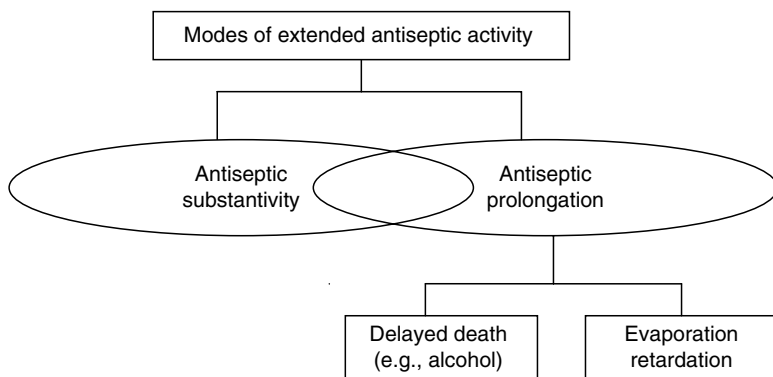 Modes of extended antiseptic activity
Antiseptic
substantivity
Antiseptic
prolongation
Delayed death
(e.g., alcohol)
Evaporation
retardation